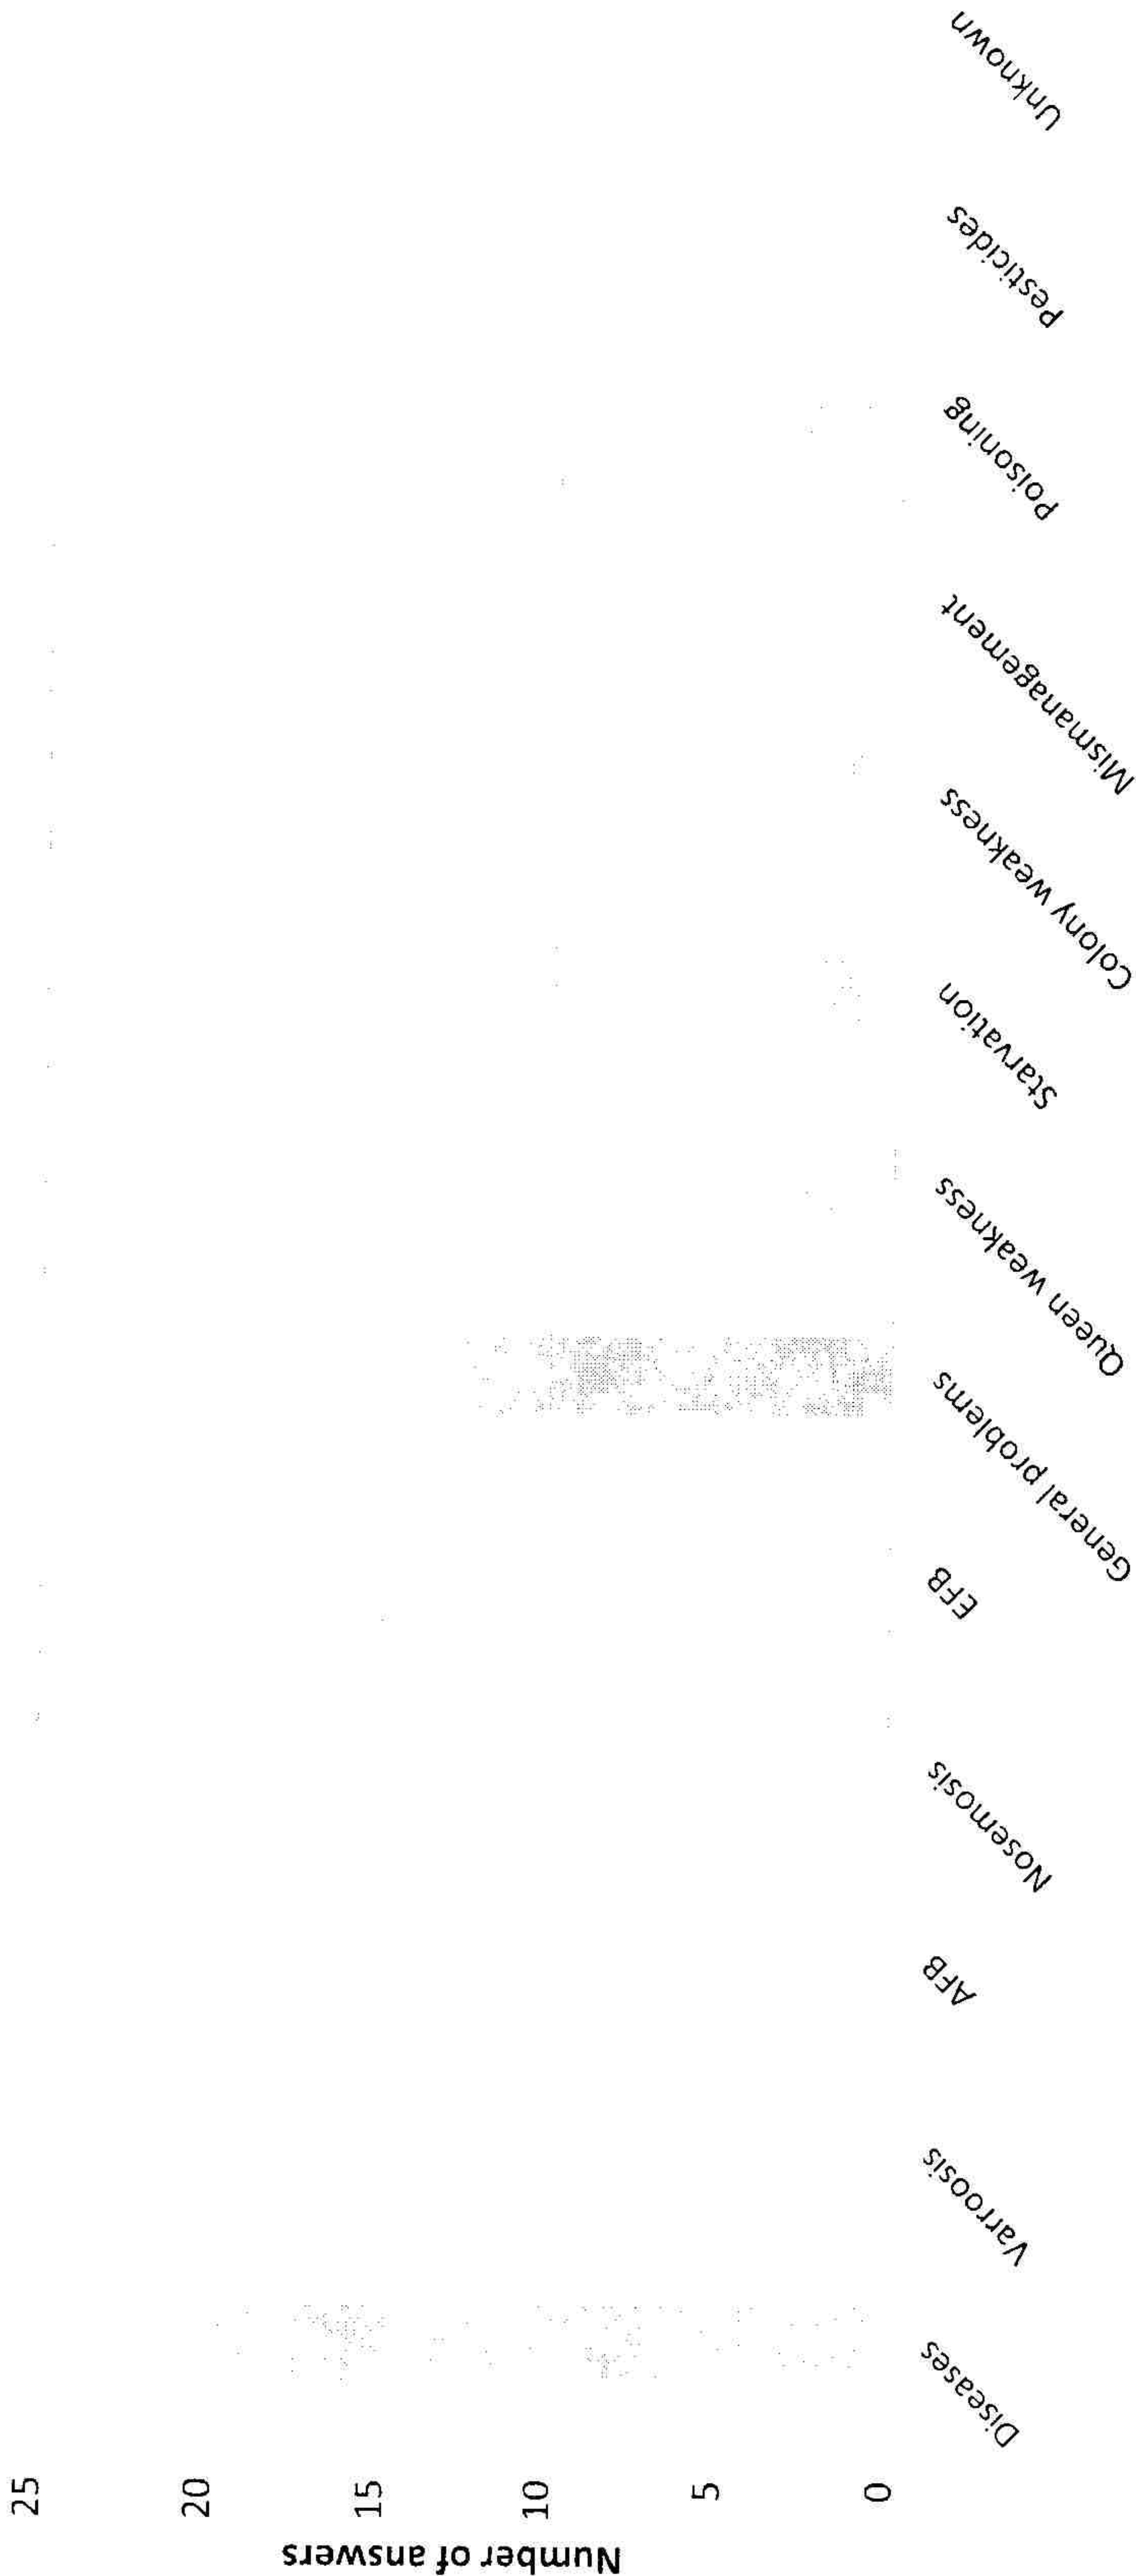 Number of answers
25
20
15
10
5
0
Diseases
Varroosis
AFB
Nosemosis
EFB
General problems
Queen weakness
Starvation
Colony weakness
Mismanagement
Poisoning
Pesticides
Unknown